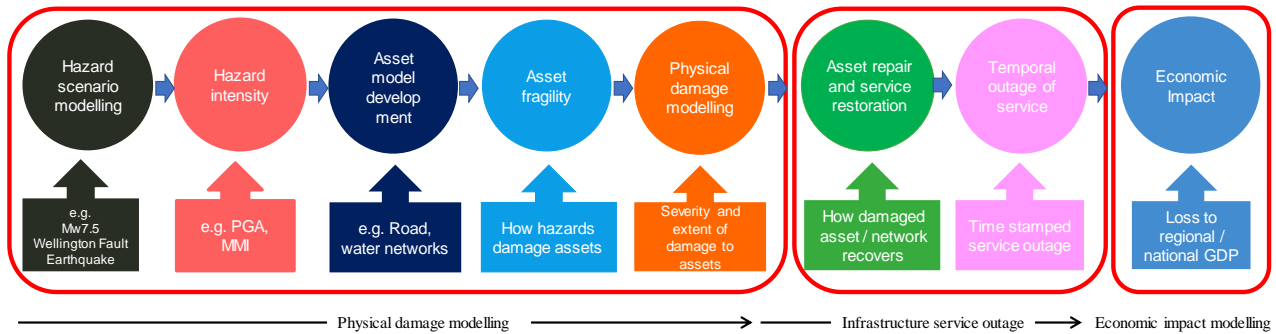 Hazard
scenario
modelling
Hazard
intensity
Asset
model
develop
ment
Asset
fragility
Physical
damage
modelling
Asset repair
and service
restoration
Temporal
outage of
service
Economic
Impact
e.g.
Mw7.5
Wellington Fault
Earthquake
e.g. PGA,
MMI
e.g. Road,
water networks
How hazards
damage assets
Severity and
extent of
damage to
assets
How damaged
asset / network
recovers
Time stamped
service outage
Loss to
regional /
national GDP
Physical damage modelling
Infrastructure service outage
Economic impact modelling